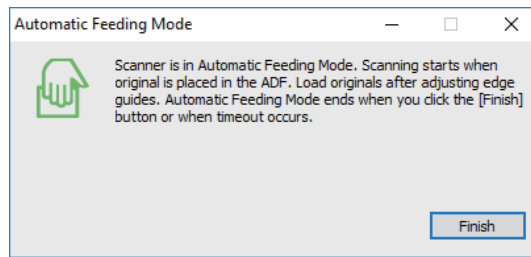 Automatic Feeding Mode
Scanner is in Automatic Feeding Mode. Scanning starts when
original is placed in the ADF. Load originals after adjusting edge
guides. Automatic Feeding Mode ends when you click the [Finish]
button or when timeout occurs.
Finish